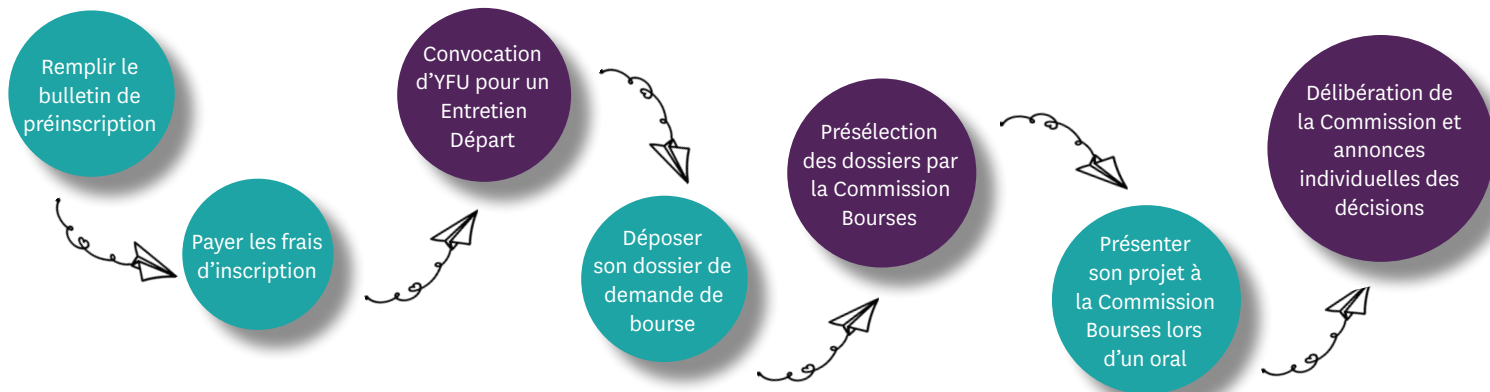 Remplir le
bulletin de
préinscription
Payer les frais
d'inscription
Convocation
d'YFU pour un
Entretien
Départ
Déposer
son dossier de
demande de
bourse
Présélection
des dossiers par
la Commission
Bourses
Présenter
son projet à
la Commission
Bourses lors
d'un oral
Délibération de
la Commission et
annonces
individuelles des
décisions